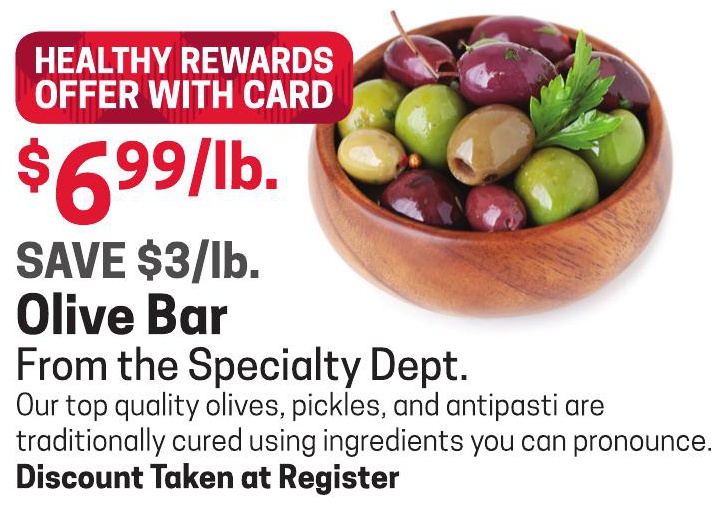 HEALTHY REWARDS
OFFER WITH CARD
$6.99/lb.
SAVE $3/lb.
Olive Bar
From the Specialty Dept.
Our top quality olives, pickles, and antipasti are
traditionally cured using ingredients you can pronounce.
Discount Taken at Register